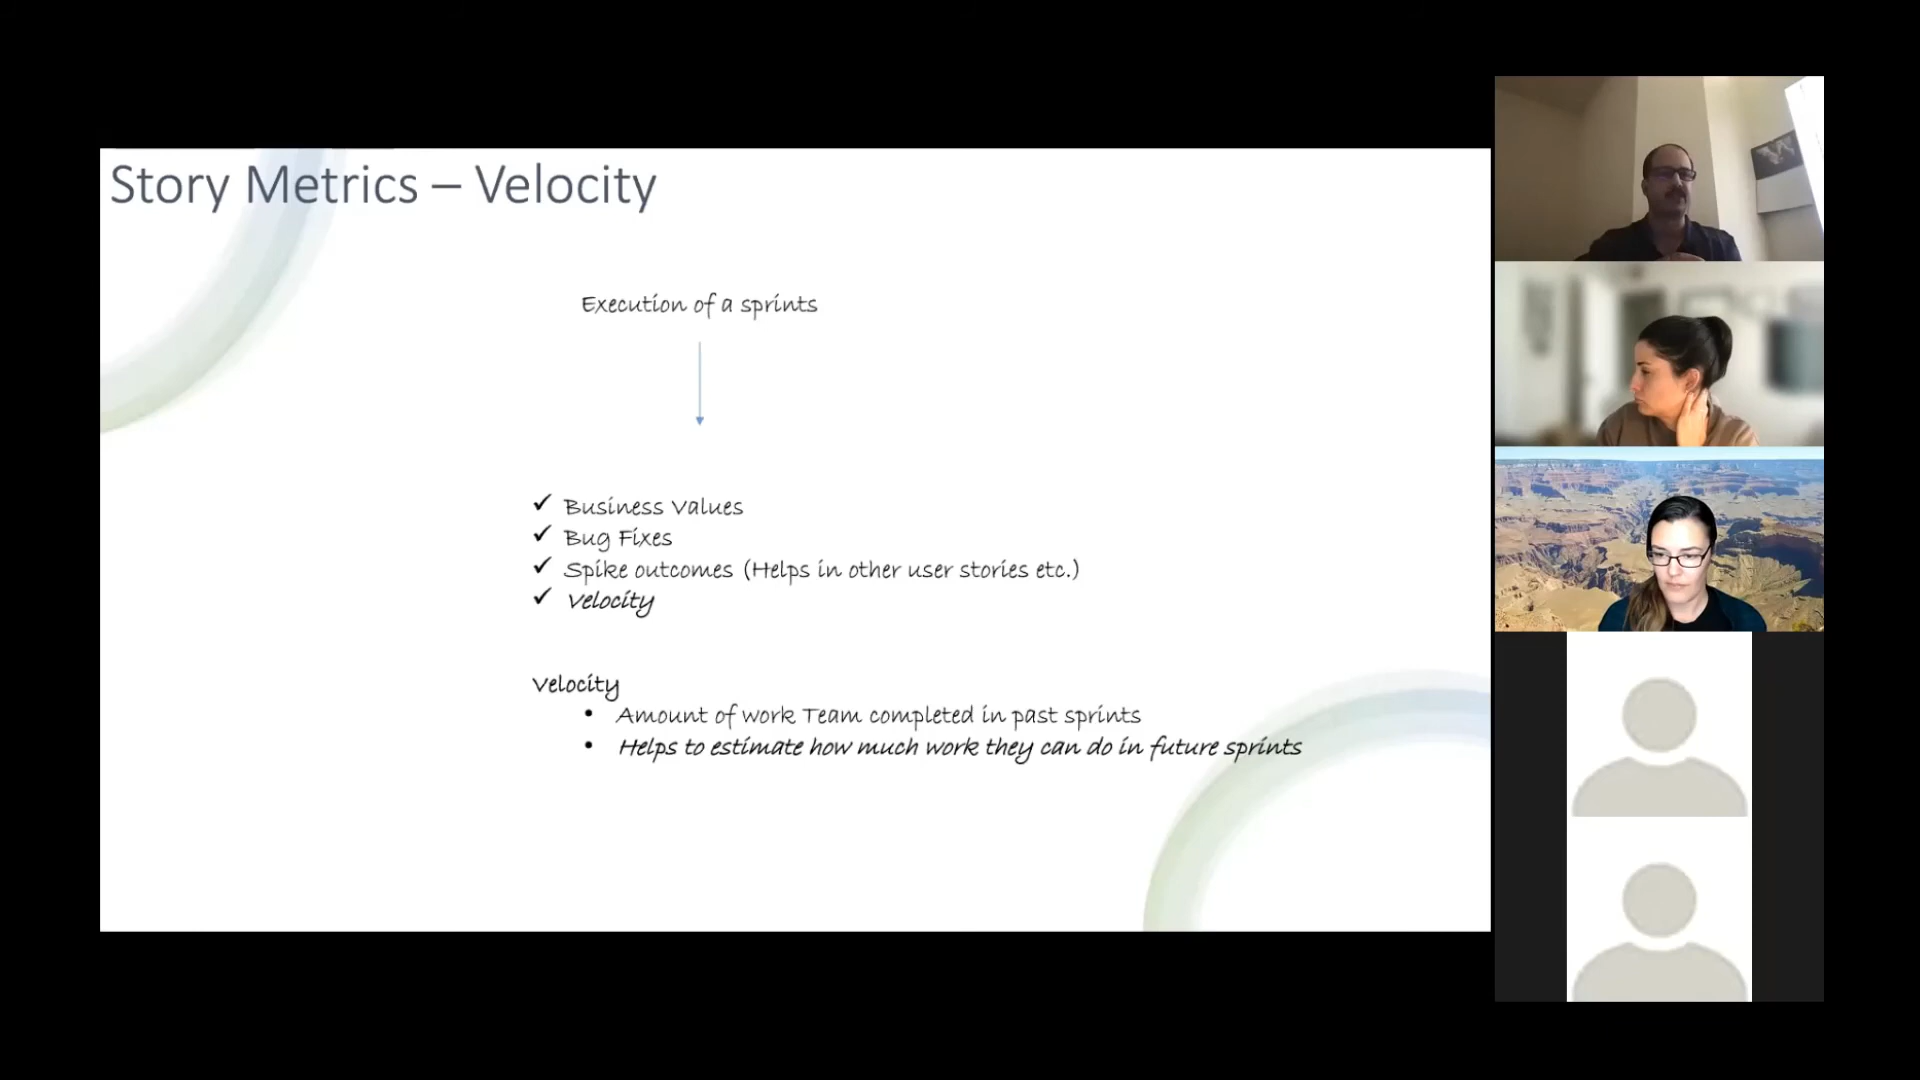 Story Metrics – Velocity
Execution of a sprints
✓ Business Values
✓ Bug Fixes
✓ Spike outcomes (Helps in other user stories etc.)
✓ Velocity
Velocity
• Amount of work Team completed in past sprints
• Helps to estimate how much work they can do in future sprints